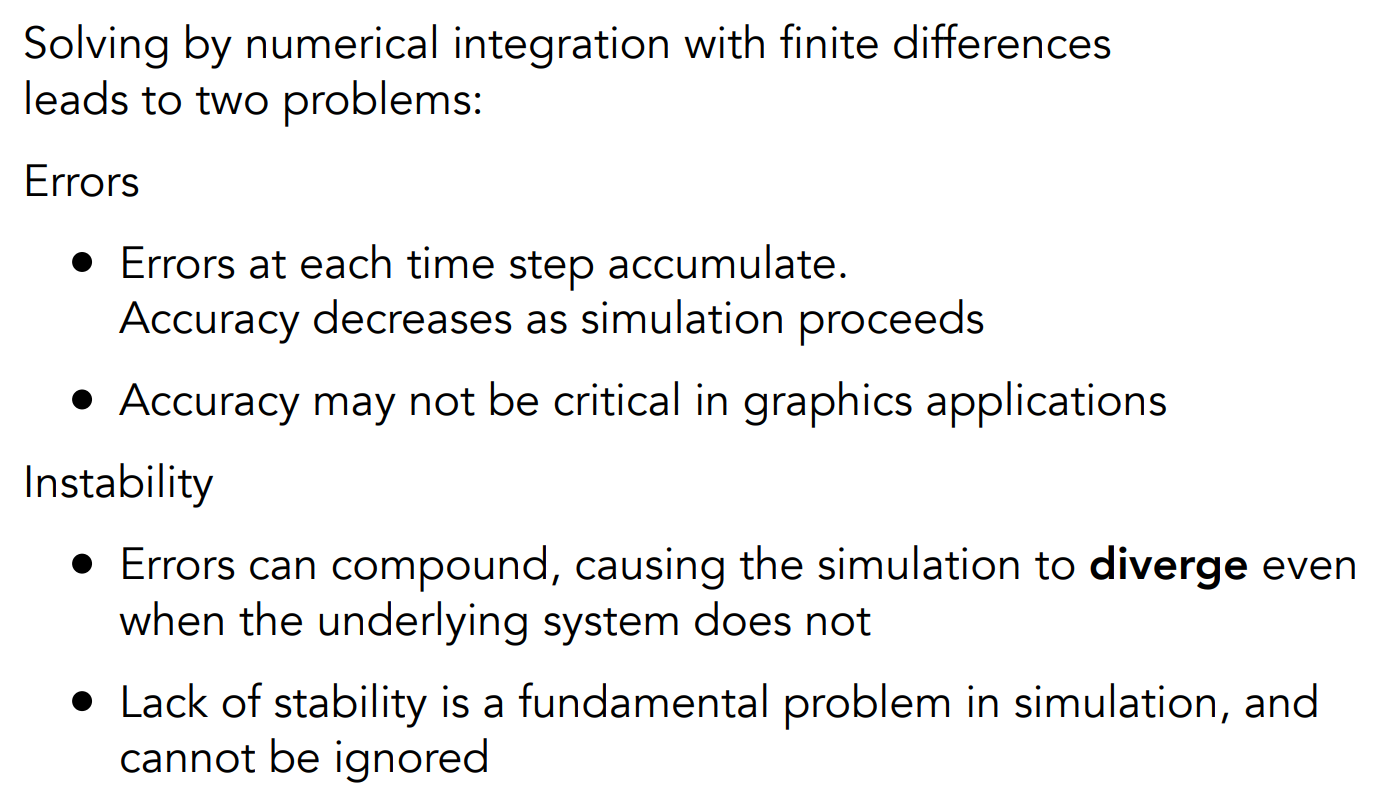 Solving by numerical integration with finite differences
leads to two problems:
Errors
• Errors at each time step accumulate.
Accuracy decreases as simulation proceeds
• Accuracy may not be critical in graphics applications
Instability
• Errors can compound, causing the simulation to diverge even
when the underlying system does not
• Lack of stability is a fundamental problem in simulation, and
cannot be ignored